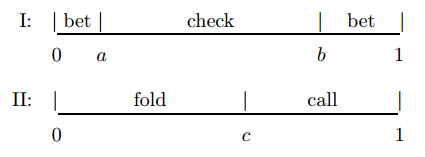 I: | bet | check | bet |
0 a b 1
II: | fold | call |
0 c 1